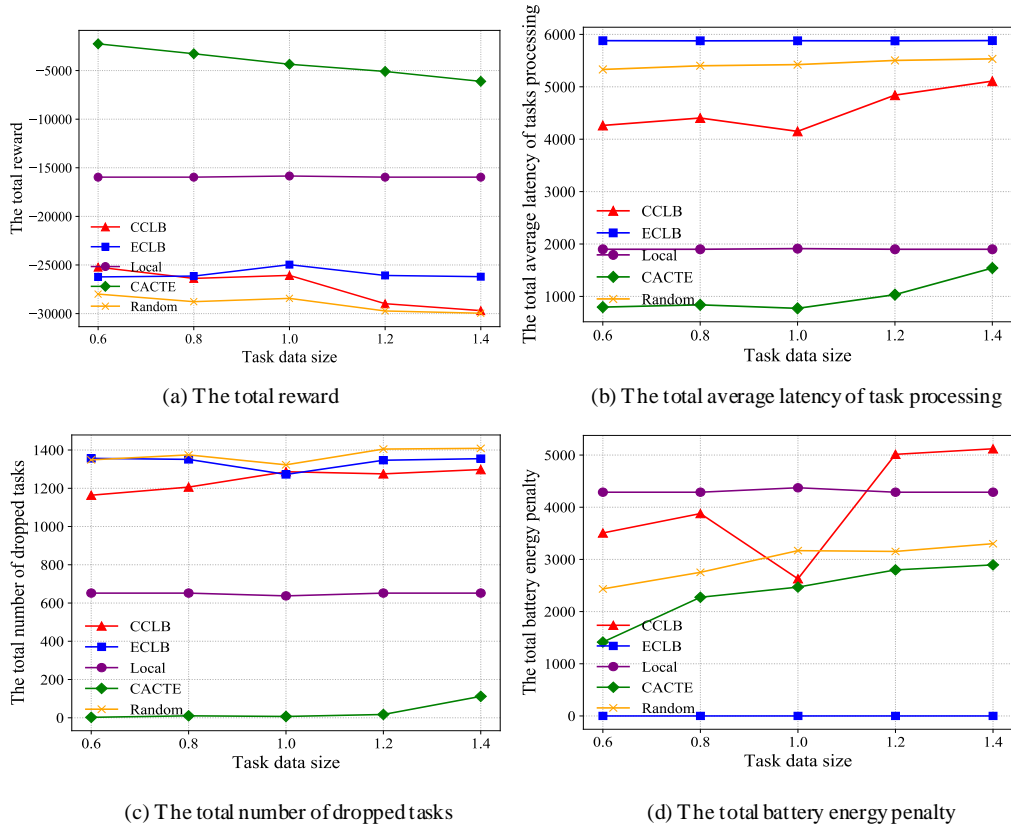 The total reward
−5000
−10000
−15000
−20000
−25000
−30000
CCLB
ECLB
Local
CACTE
Random
0.6 0.8 1.0 1.2 1.4
Task data size
(a) The total reward
The total average latency of tasks processing
6000
5000
4000
3000
2000
1000
CCLB
ECLB
Local
CACTE
Random
0.6 0.8 1.0 1.2 1.4
Task data size
(b) The total average latency of task processing
The total number of dropped tasks
1400
1200
1000
800
600
400
200
0
CCLB
ECLB
Local
CACTE
Random
0.6 0.8 1.0 1.2 1.4
Task data size
(c) The total number of dropped tasks
The total battery energy penalty
5000
4000
3000
2000
1000
0
CCLB
ECLB
Local
CACTE
Random
0.6 0.8 1.0 1.2 1.4
Task data size
(d) The total battery energy penalty